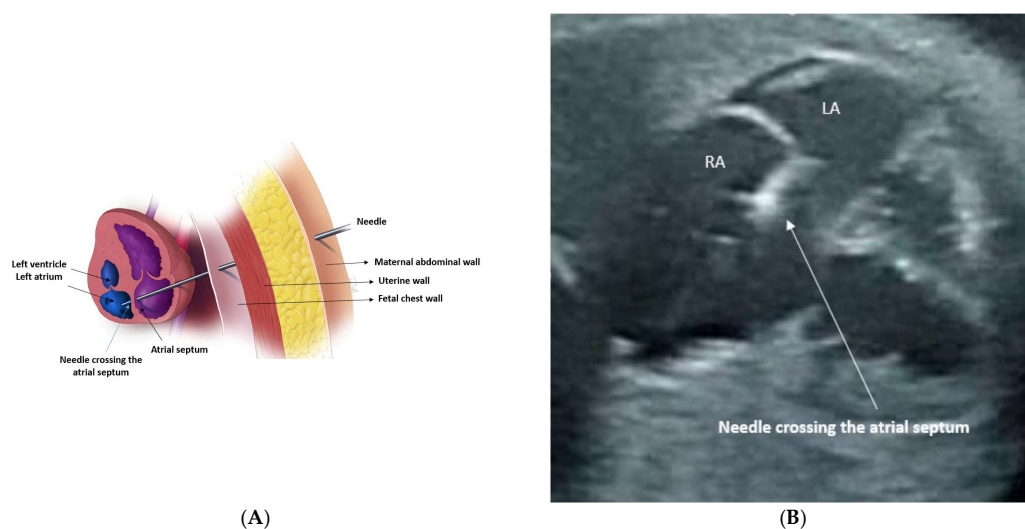 Needle
Maternal abdominal wall
Uterine wall
Fetal chest wall
Left ventricle
Left atrium
Atrial septum
Needle crossing the
atrial septum
(A)
LA
RA
Needle crossing the atrial septum
(B)